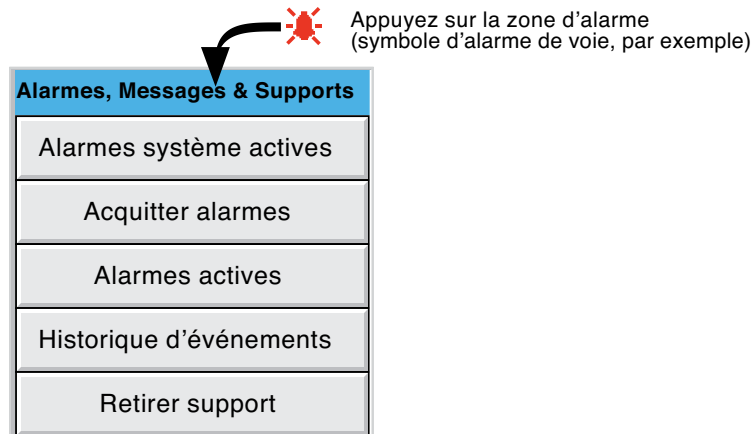 Appuyez sur la zone d’alarme
(symbole d’alarme de voie, par exemple)
Alarmes, Messages & Supports
Alarmes système actives
Acquitter alarmes
Alarmes actives
Historique d’événements
Retirer support